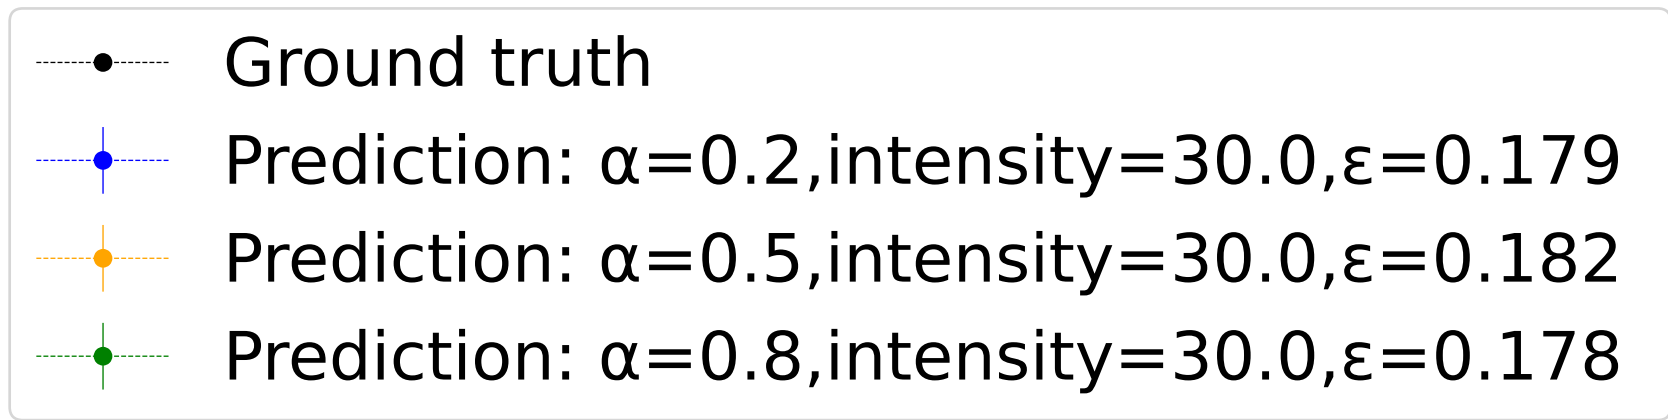 Ground truth
Prediction: α=0.2,intensity=30.0,ε=0.179
Prediction: α=0.5,intensity=30.0,ε=0.182
Prediction: α=0.8,intensity=30.0,ε=0.178